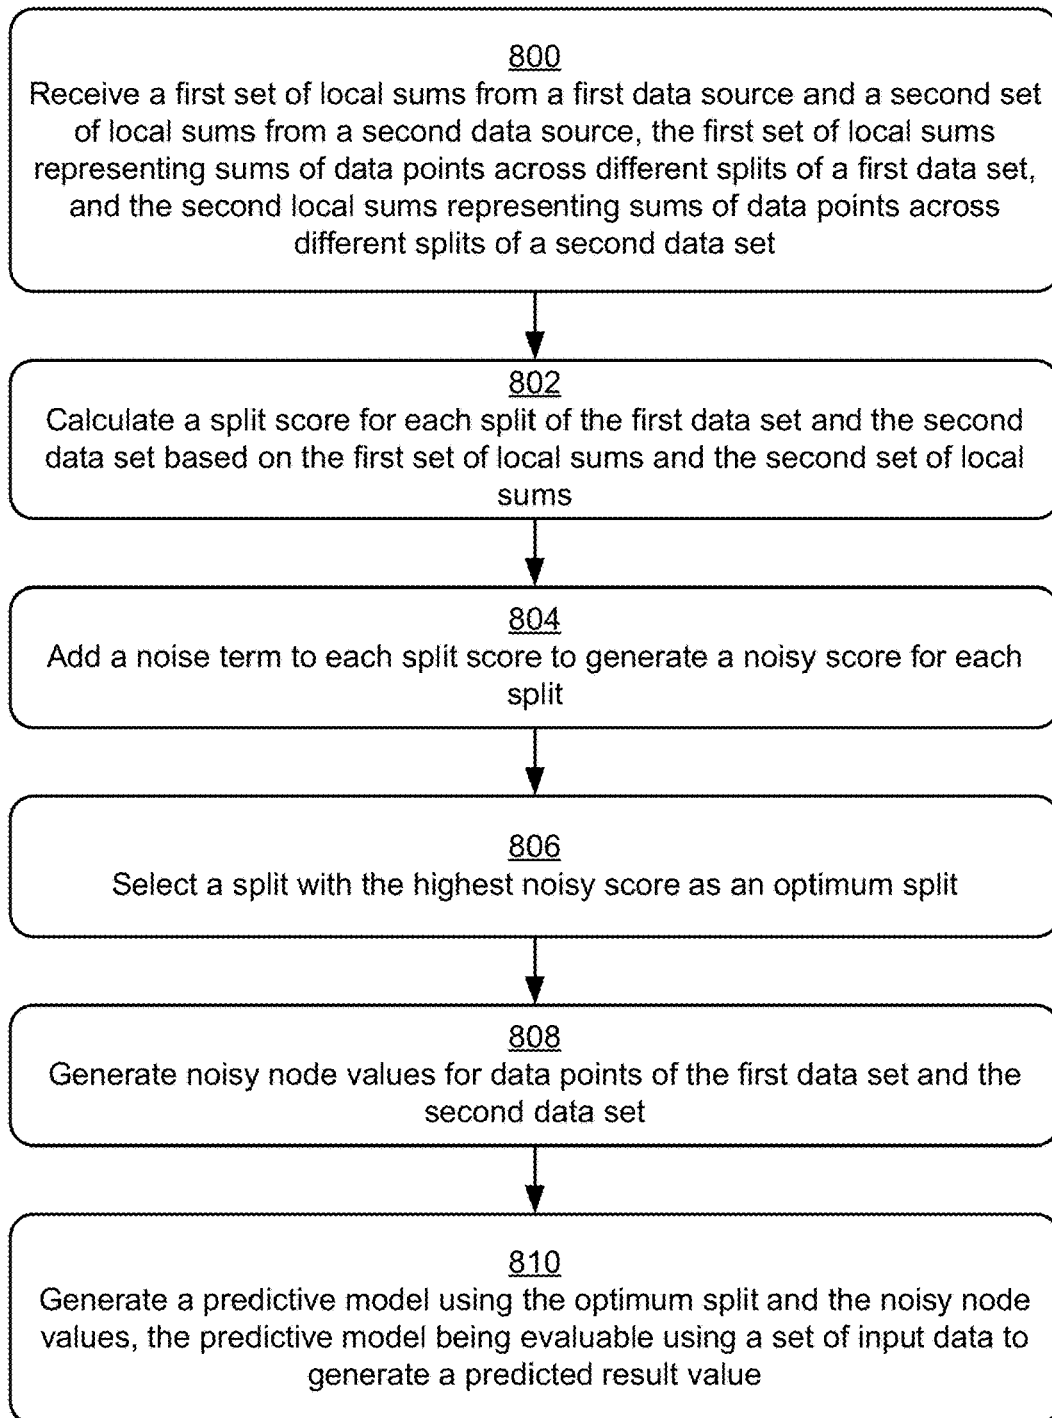 800
Receive a first set of local sums from a first data source and a second set
of local sums from a second data source, the first set of local sums
representing sums of data points across different splits of a first data set,
and the second local sums representing sums of data points across
different splits of a second data set
802
Calculate a split score for each split of the first data set and the second
data set based on the first set of local sums and the second set of local
sums
804
Add a noise term to each split score to generate a noisy score for each
split
806
Select a split with the highest noisy score as an optimum split
808
Generate noisy node values for data points of the first data set and the
second data set
810
Generate a predictive model using the optimum split and the noisy node
values, the predictive model being evaluable using a set of input data to
generate a predicted result value